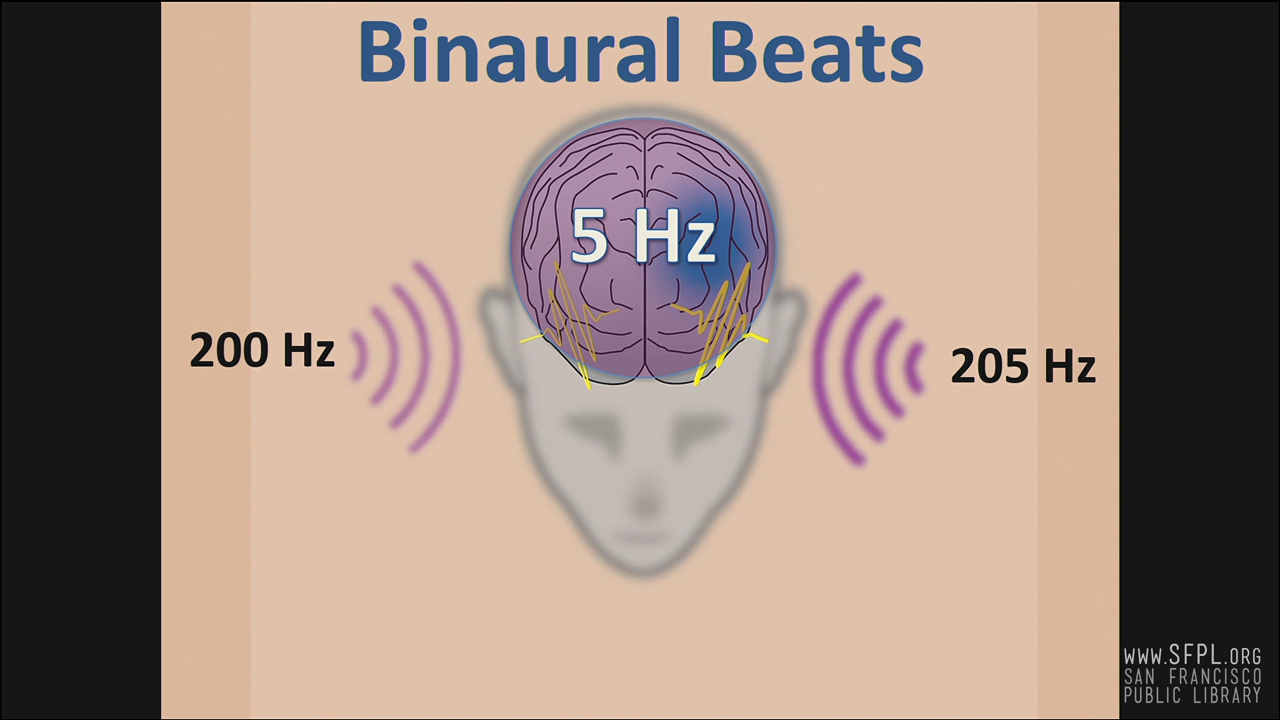 Binaural Beats
5 Hz
200 Hz
205 Hz
www.SFPL.ORG
SAN FRANCISCO
PUBLIC LIBRARY